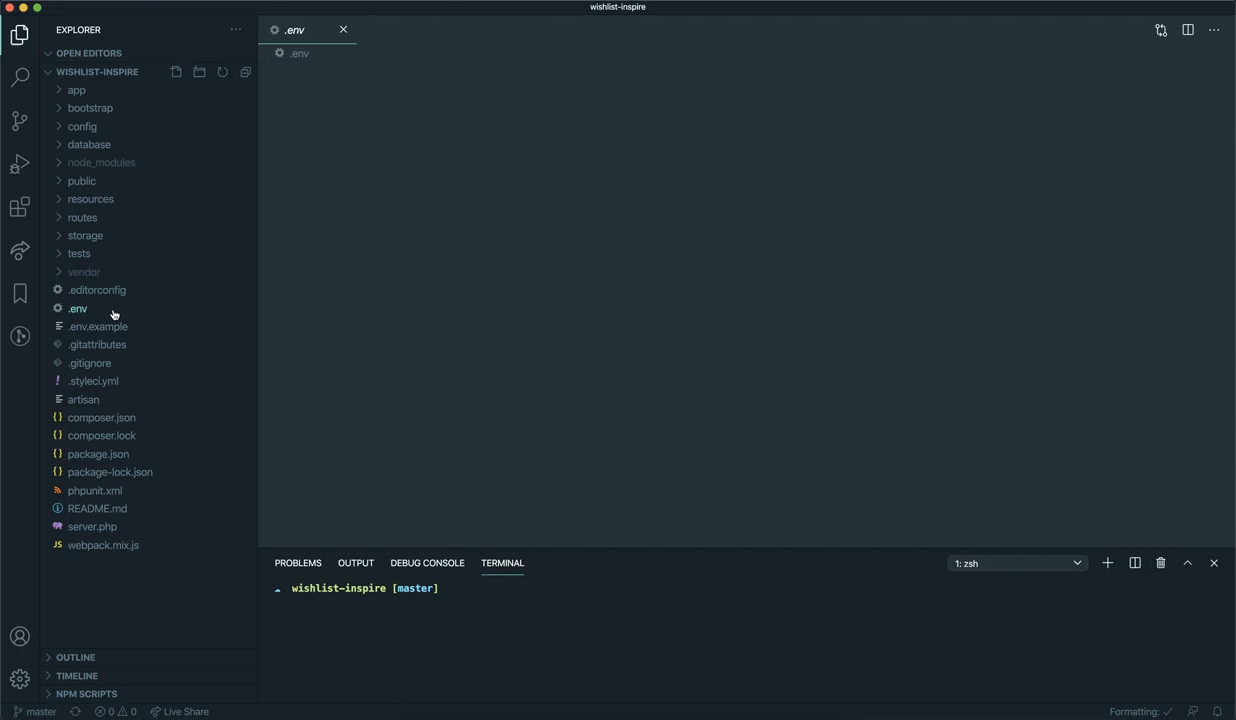 wishlist-inspire
EXPLORER
OPEN EDITORS
WISHLIST-INSPIRE
app
bootstrap
config
database
node_modules
public
resources
routes
storage
tests
vendor
.editorconfig
.env
.env.example
.gitattributes
.gitignore
.styleci.yml
artisan
composer.json
composer.lock
package.json
package-lock.json
phpunit.xml
README.md
server.php
JS webpack.mix.js
OUTLINE
TIMELINE
NPM SCRIPTS
.env
.env
PROBLEMS OUTPUT DEBUG CONSOLE TERMINAL
1: zsh
wishlist-inspire [master]
master 0 0 Live Share
Formatting: ✓